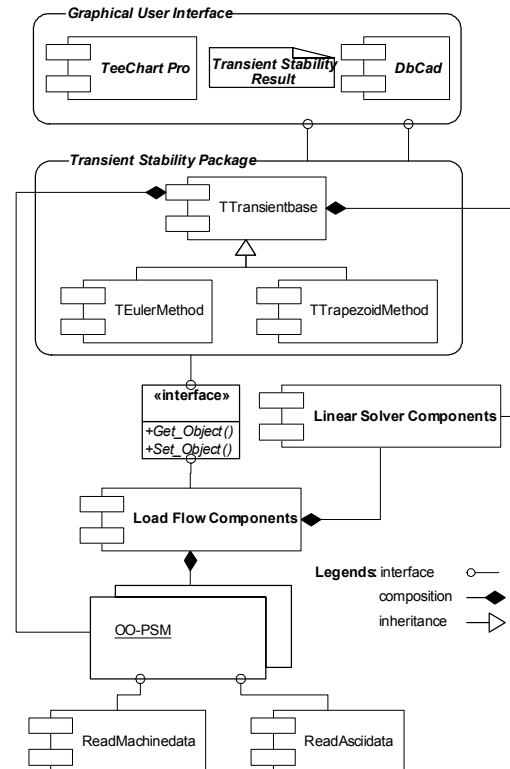 Graphical User Interface
TeeChart Pro
Transient Stability
Result
DbCad
Transient Stability Package
TTransientbase
TEulerMethod
TTrapezoidMethod
«interface»
+Get_Object()
+Set_Object()
Linear Solver Components
Load Flow Components
Legends: interface
composition
inheritance
OO-PSM
ReadMachinedata
ReadAsciidata